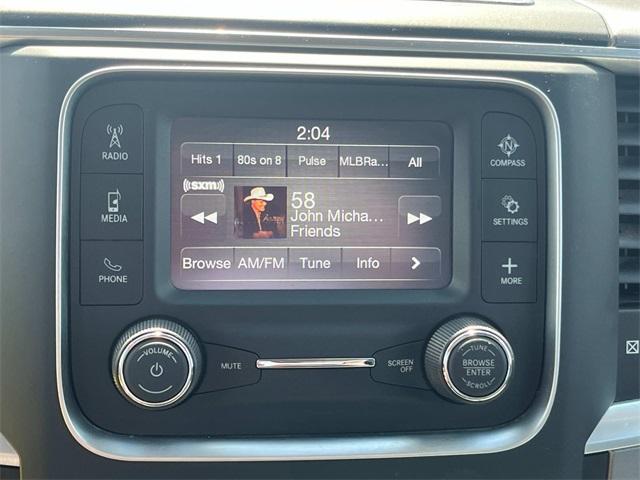 2:04
Hits 1 80s on 8 Pulse MLBRa... All
((sxm))
58
John Micha...
Friends
Browse AM/FM Tune Info >
RADIO
MEDIA
PHONE
N
COMPASS
SETTINGS
+
MORE
VOLUME
MUTE
SCREEN
OFF
TUNE
BROWSE
ENTER
SCROLL